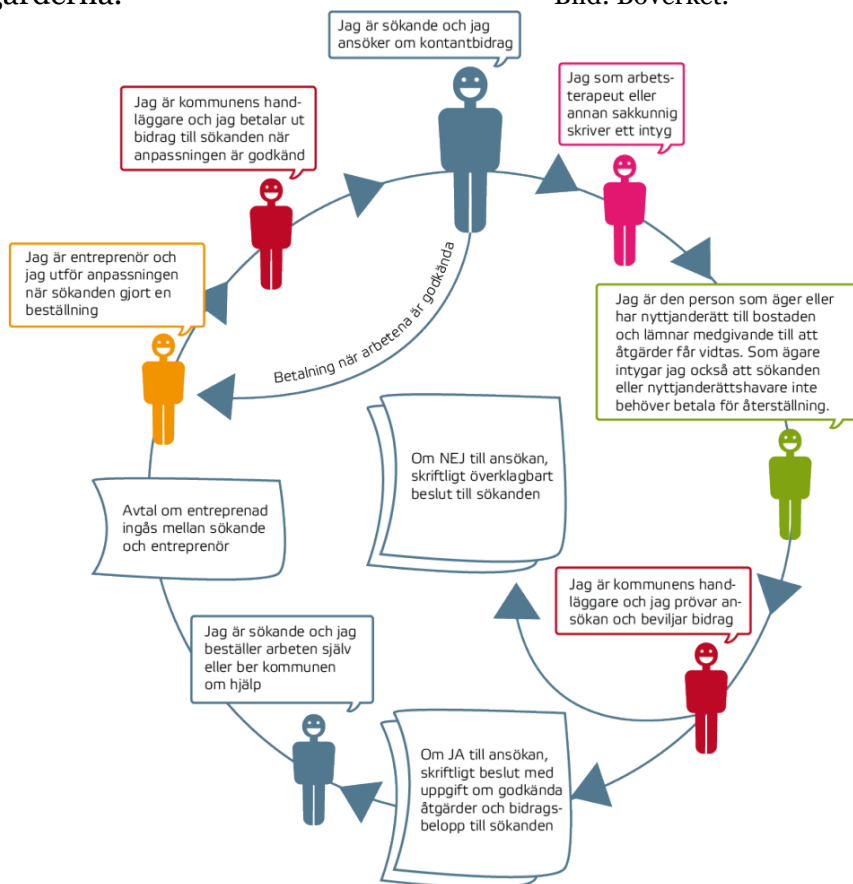 gärderna.
Bild: Boverket.
Jag är sökande och jag
ansöker om kontantbidrag
Jag som arbets-
terapeut eller
annan sakkunnig
skriver ett intyg
Jag är den person som äger eller
har nyttjanderätt till bostaden
och lämnar medgivande till att
åtgärder får vidtas. Som ägare
intygar jag också att sökanden
eller nyttjanderättshavare inte
behöver betala för återställning.
Jag är kommunens hand-
läggare och jag prövar an-
sökan och beviljar bidrag
Om NEJ till ansökan,
skriftligt överklagbart
beslut till sökanden
Om JA till ansökan,
skriftligt beslut med
uppgift om godkända
åtgärder och bidrags-
belopp till sökanden
Jag är sökande och jag
beställer arbeten själv
eller ber kommunen
om hjälp
Avtal om entreprenad
ingås mellan sökande
och entreprenör
Jag är entreprenör och
jag utför anpassningen
när sökanden gjort en
beställning
Betalning när arbetena är godkända
Jag är kommunens hand-
läggare och jag betalar ut
bidrag till sökanden när
anpassningen är godkänd